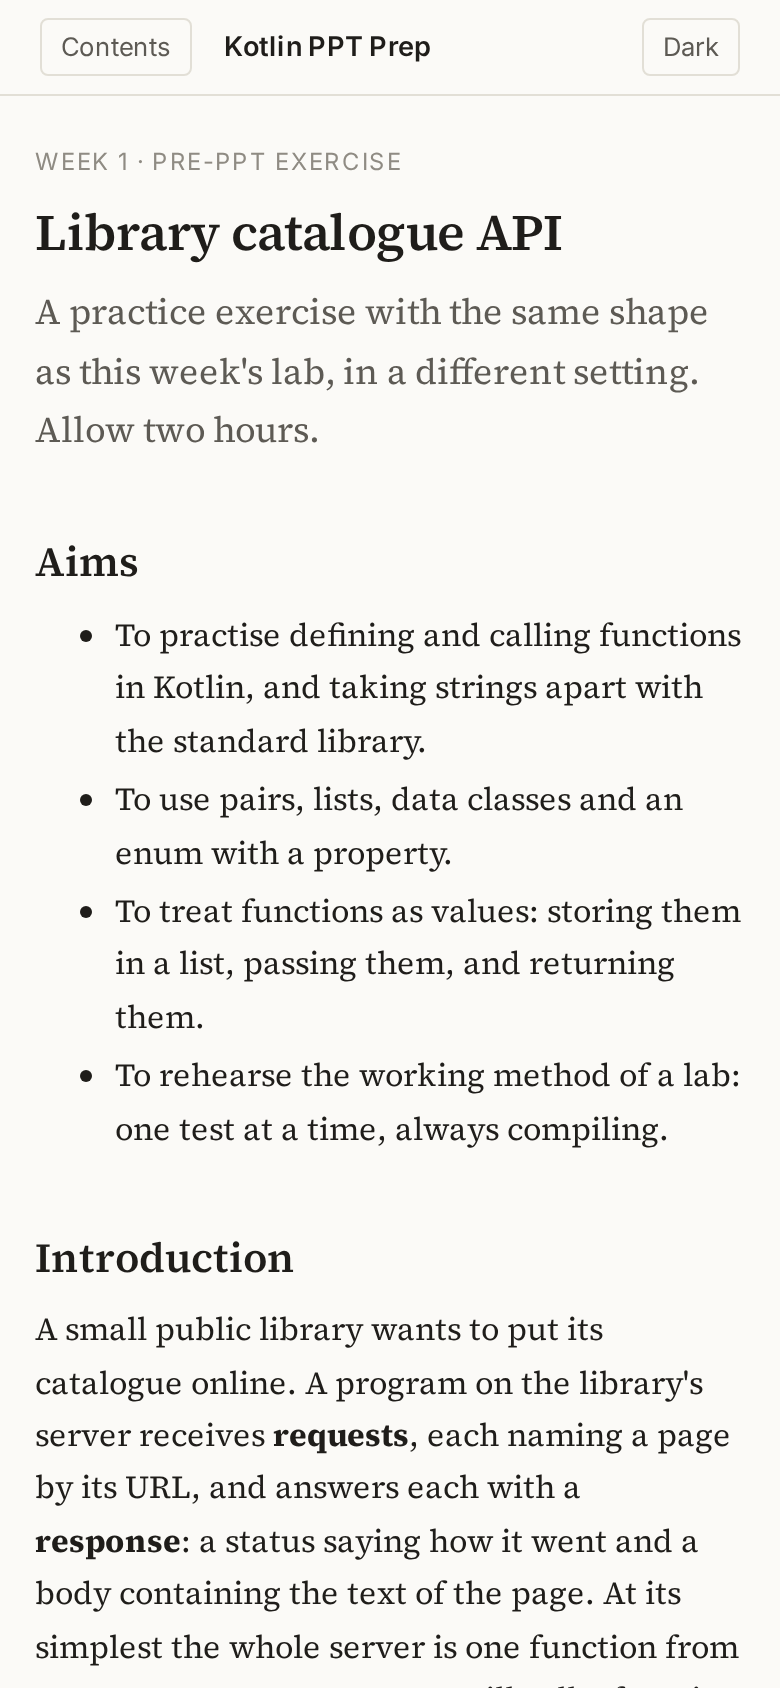 Contents
Kotlin PPT Prep
Dark
WEEK 1 · PRE-PPT EXERCISE
Library catalogue API
A practice exercise with the same shape
as this week's lab, in a different setting.
Allow two hours.
Aims
• To practise defining and calling functions
in Kotlin, and taking strings apart with
the standard library.
• To use pairs, lists, data classes and an
enum with a property.
• To treat functions as values: storing them
in a list, passing them, and returning
them.
• To rehearse the working method of a lab:
one test at a time, always compiling.
Introduction
A small public library wants to put its
catalogue online. A program on the library's
server receives requests, each naming a page
by its URL, and answers each with a
response: a status saying how it went and a
body containing the text of the page. At its
simplest the whole server is one function from